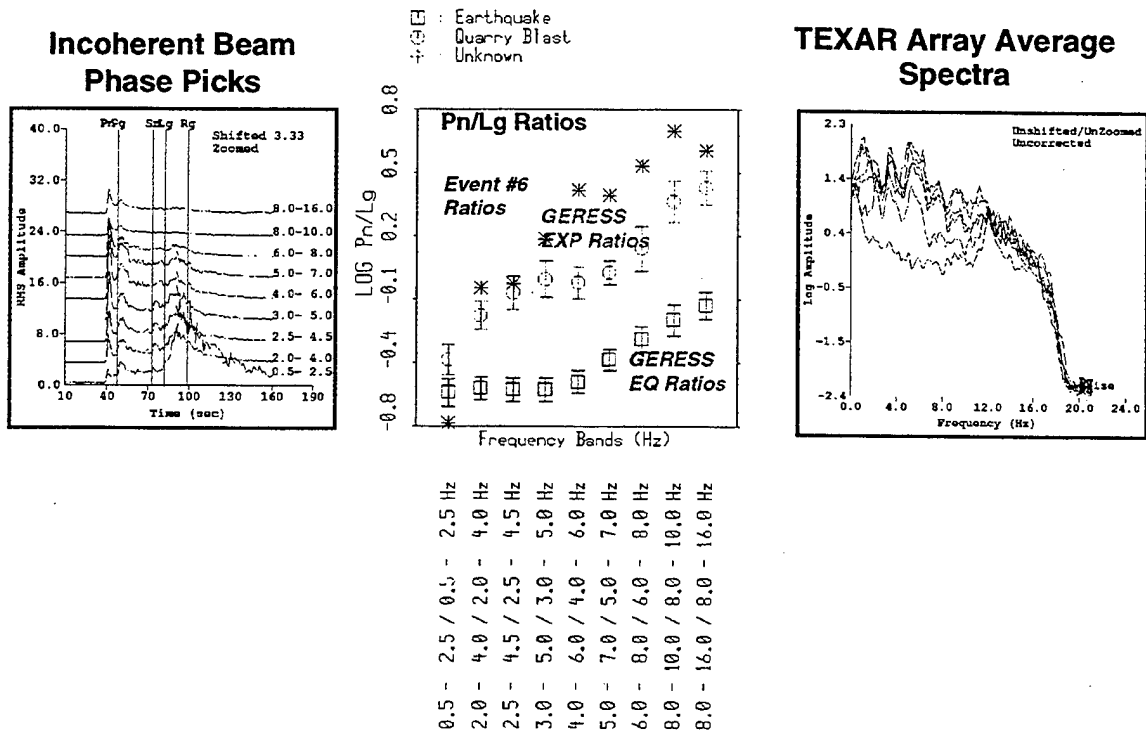 Incoherent Beam
Phase Picks
Shifted 3.33
Zoomed
40.0
32.0
24.0
16.0
8.0
0.0
RMS Amplitude
8.0-16.0
8.0-10.0
6.0- 8.0
5.0- 7.0
4.0- 6.0
3.0- 5.0
2.5- 4.5
2.0- 4.0
0.5- 2.5
10 40 70 100 130 160 190
Time (sec)
: Earthquake
: Quarry Blast
: Unknown
Pn/Lg Ratios
Event #6
Ratios
GERESS
EXP Ratios
GERESS
EQ Ratios
LOG Pn/Lg
0.8
0.5
0.2
-0.1
-0.4
-0.8
Frequency Bands (Hz)
0.5 - 2.5 / 0.5 - 2.5 Hz
2.0 - 4.0 / 2.0 - 4.0 Hz
2.5 - 4.5 / 2.5 - 4.5 Hz
3.0 - 5.0 / 3.0 - 5.0 Hz
4.0 - 6.0 / 4.0 - 6.0 Hz
5.0 - 7.0 / 5.0 - 7.0 Hz
6.0 - 8.0 / 6.0 - 8.0 Hz
8.0 - 10.0 / 8.0 - 10.0 Hz
8.0 - 16.0 / 8.0 - 16.0 Hz
TEXAR Array Average
Spectra
Unshifted/UnZoomed
Uncorrected
2.3
1.4
0.4
-0.5
-1.5
-2.4
Log Amplitude
0.0 4.0 8.0 12.0 16.0 20.0 24.0
Frequency (Hz)